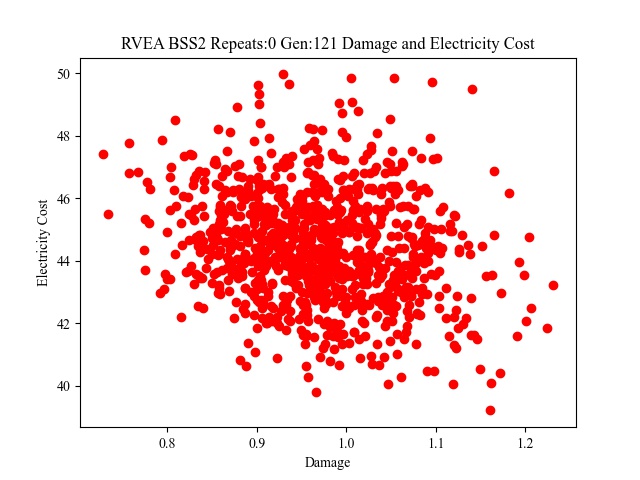 RVEA BSS2 Repeats:0 Gen:121 Damage and Electricity Cost
50
48
46
44
42
40
Electricity Cost
0.8 0.9 1.0 1.1 1.2
Damage